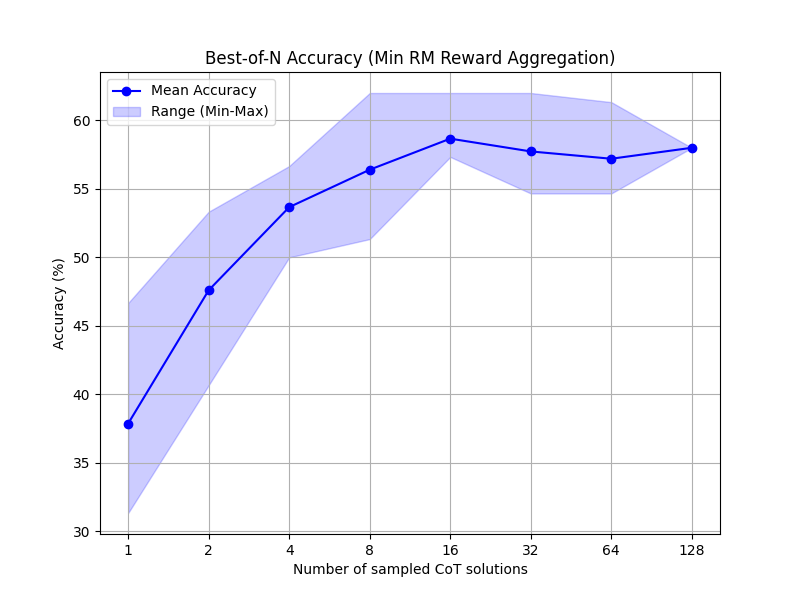 Best-of-N Accuracy (Min RM Reward Aggregation)
Mean Accuracy
Range (Min-Max)
Accuracy (%)
60
55
50
45
40
35
30
1 2 4 8 16 32 64 128
Number of sampled CoT solutions